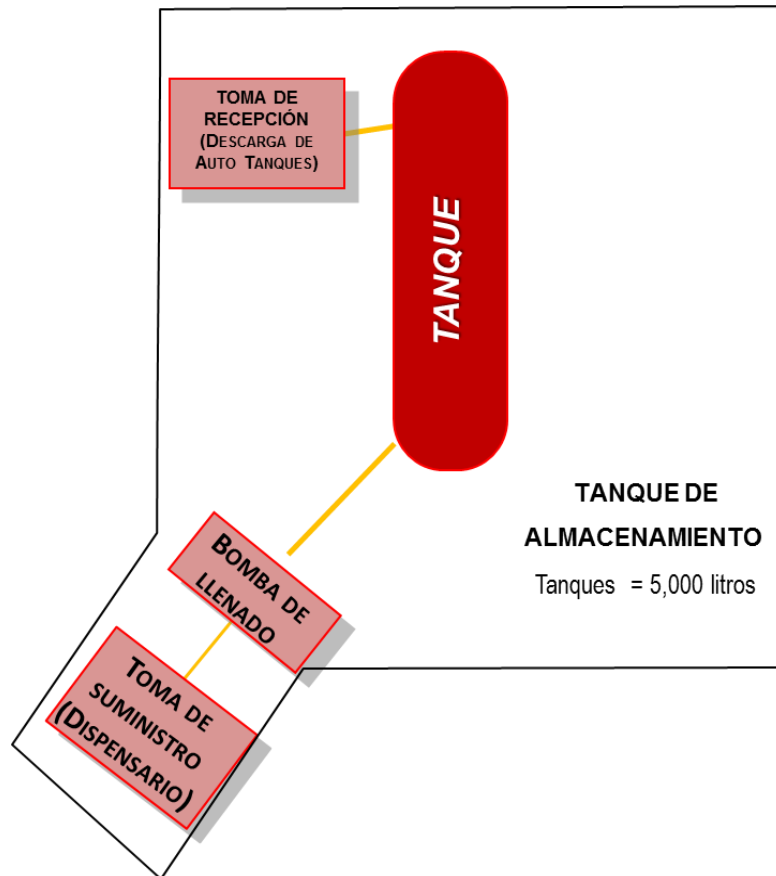 TOMA DE
RECEPCIÓN
(DESCARGA DE
AUTO TANQUES)
TANQUE
TANQUE DE
ALMACENAMIENTO
Tanques = 5,000 litros
BOMBA DE
LLENADO
TOMA DE
SUMINISTRO
(DISPENSARIO)